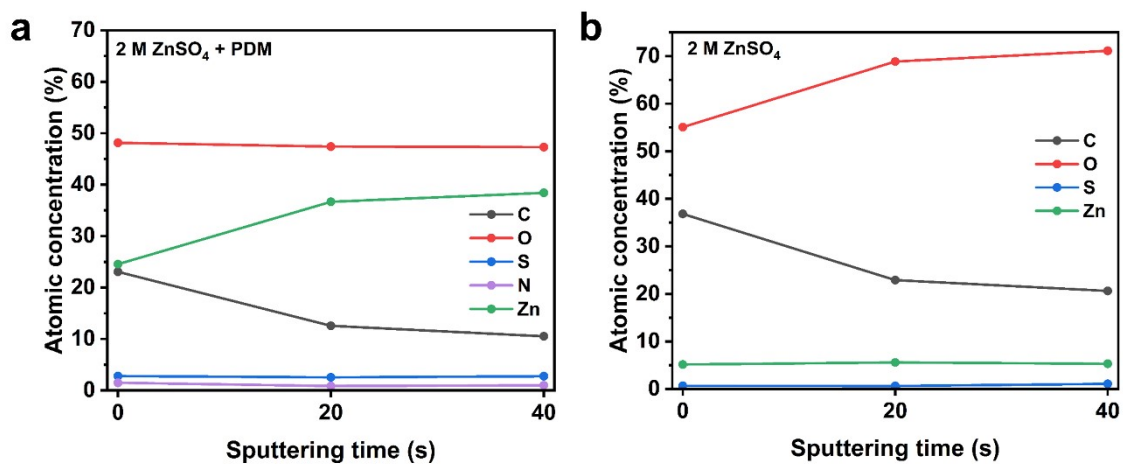 a
2 M ZnSO4 + PDM
Atomic concentration (%)
70
60
50
40
30
20
10
0
C
O
S
N
Zn
0 20 40
Sputtering time (s)
b
2 M ZnSO4
Atomic concentration (%)
70
60
50
40
30
20
10
0
C
O
S
Zn
0 20 40
Sputtering time (s)